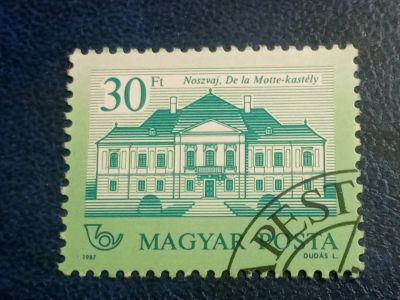 30 Ft
Noszvaj, De la Motte-kastély
MAGYAR POSTA
1987
DUDÁS L.
PEST